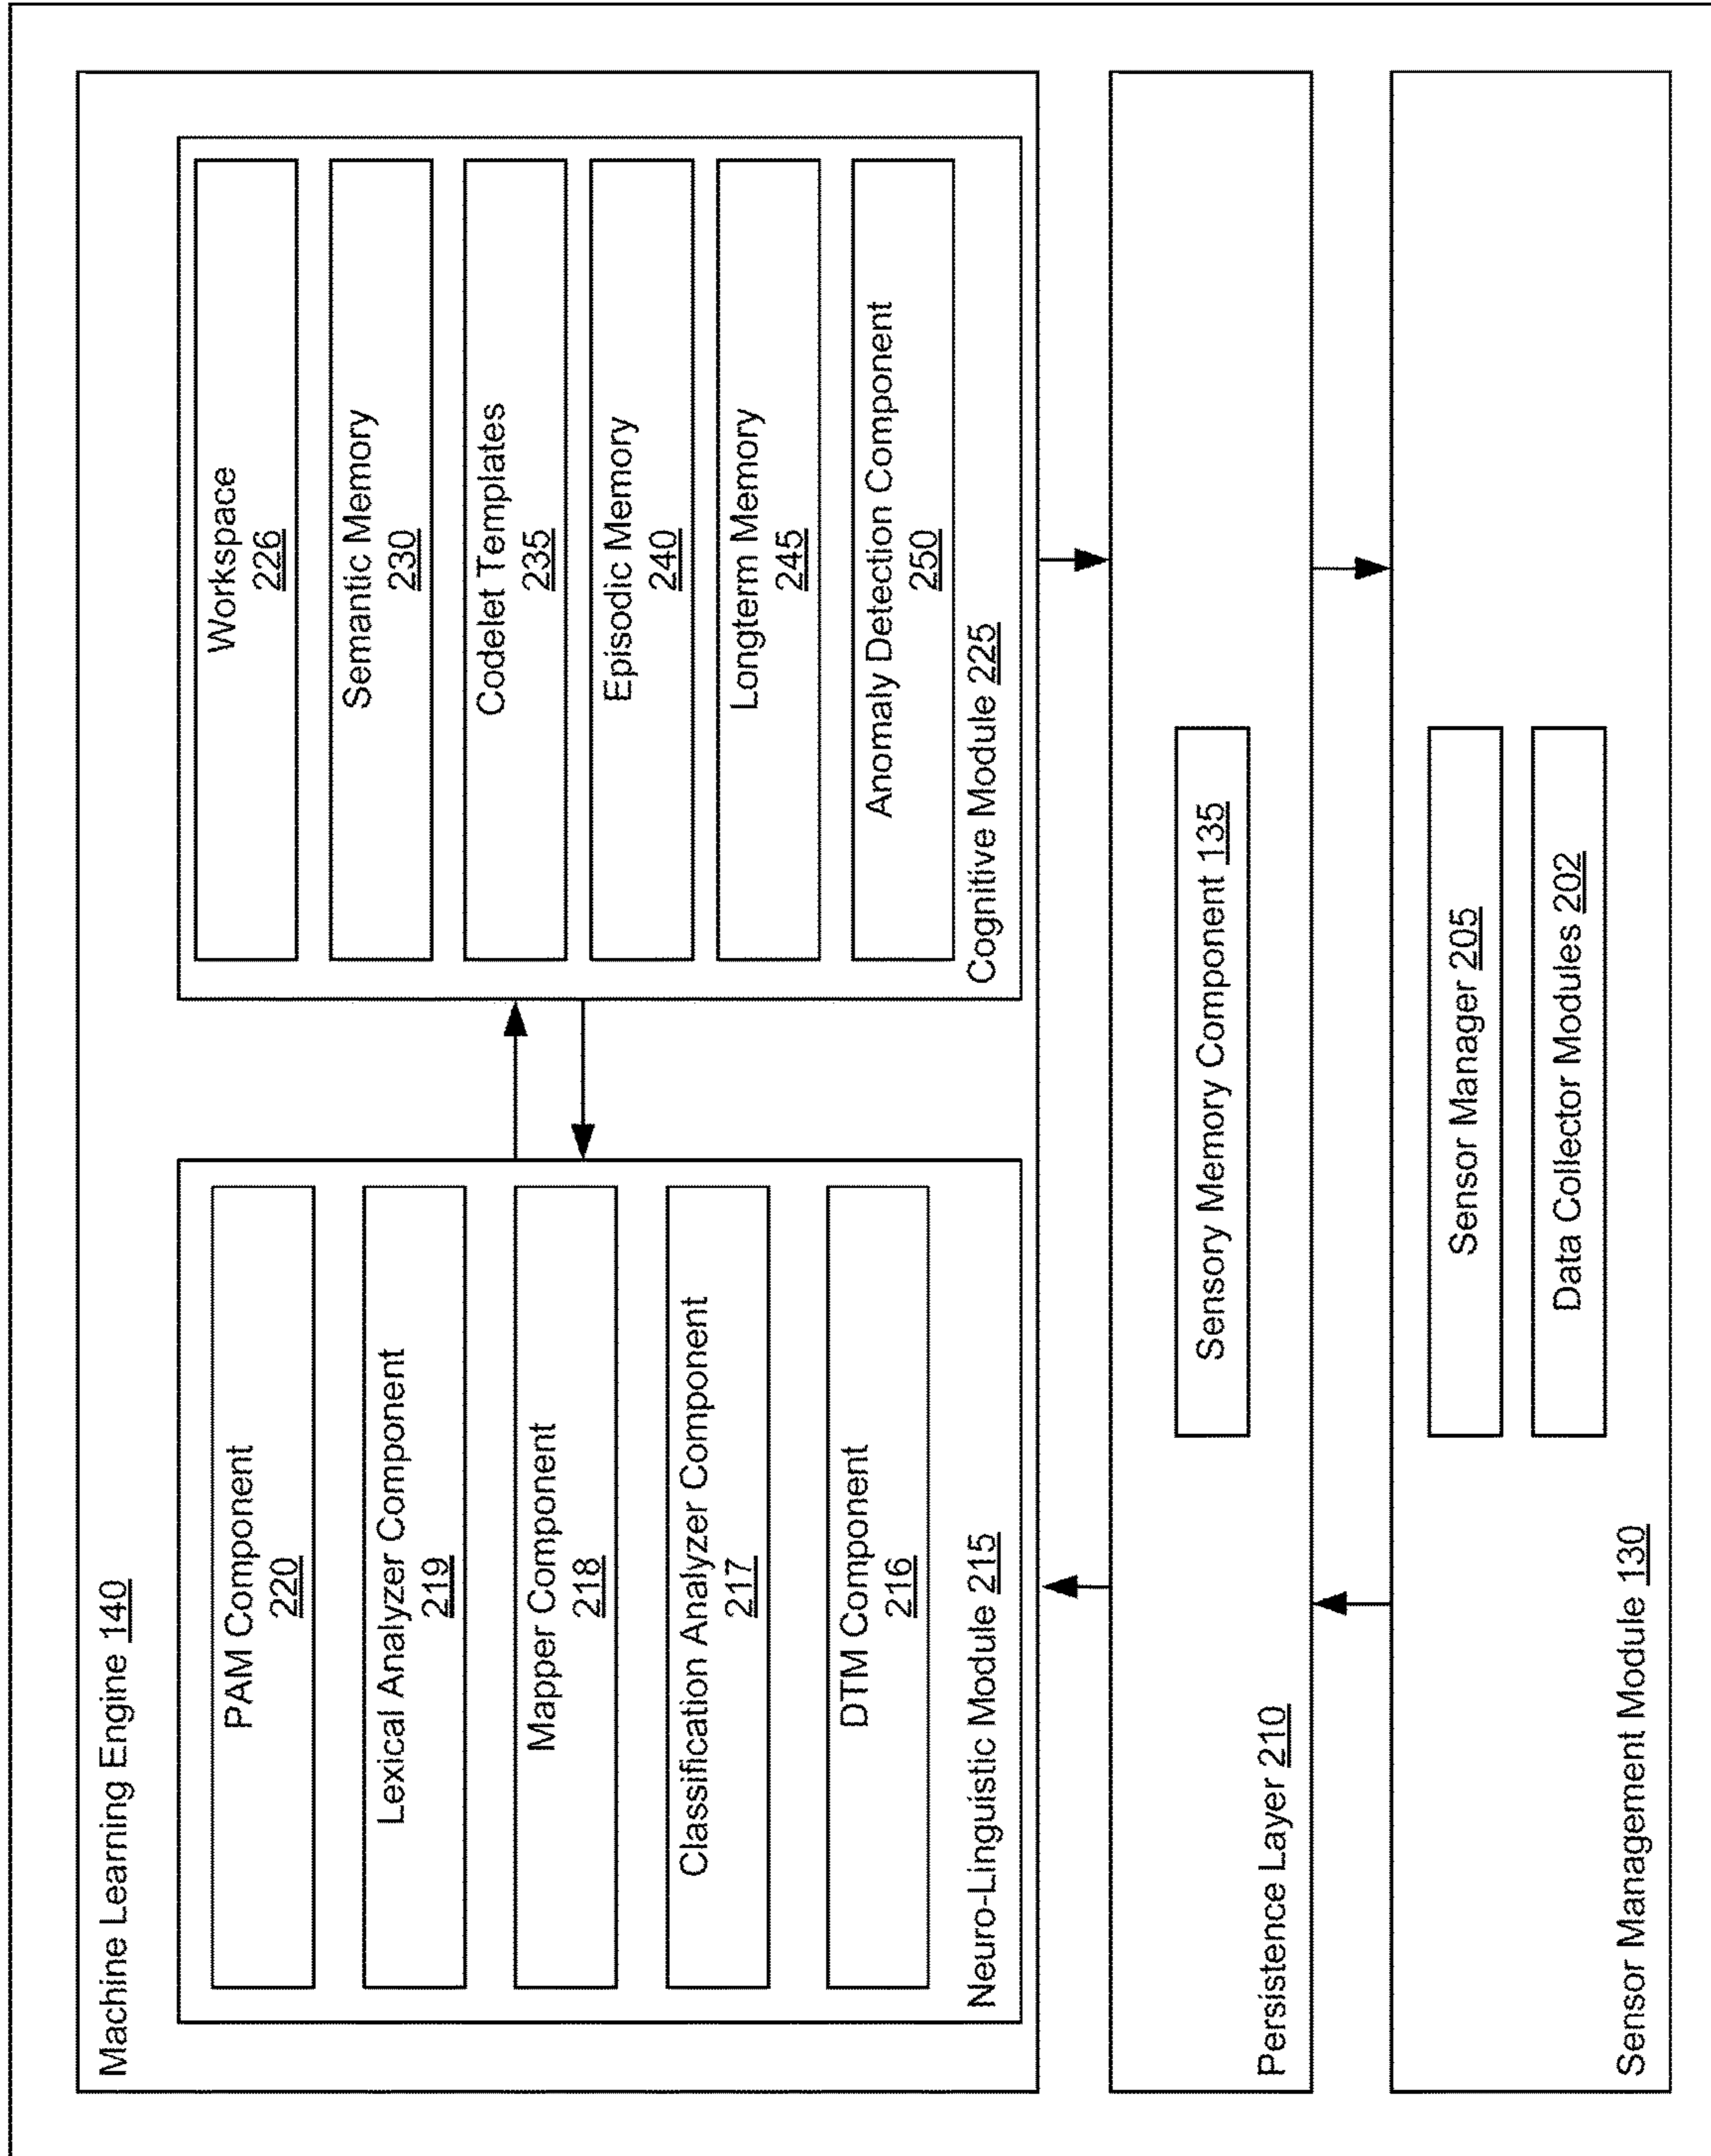 Machine Learning Engine 140
PAM Component
220
Lexical Analyzer Component
219
Mapper Component
218
Classification Analyzer Component
217
DTM Component
216
Neuro-Linguistic Module 215
Workspace
226
Semantic Memory
230
Codelet Templates
235
Episodic Memory
240
Longterm Memory
245
Anomaly Detection Component
250
Cognitive Module 225
Sensory Memory Component 135
Persistence Layer 210
Sensor Manager 205
Data Collector Modules 202
Sensor Management Module 130